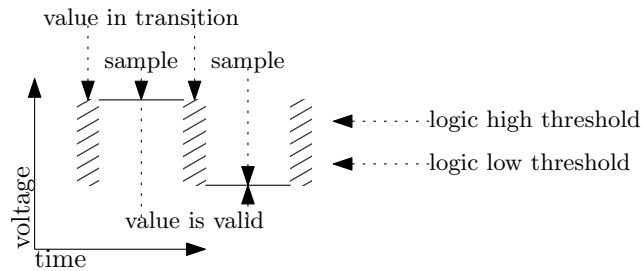 value in transition
sample sample
logic high threshold
logic low threshold
voltage
value is valid
time